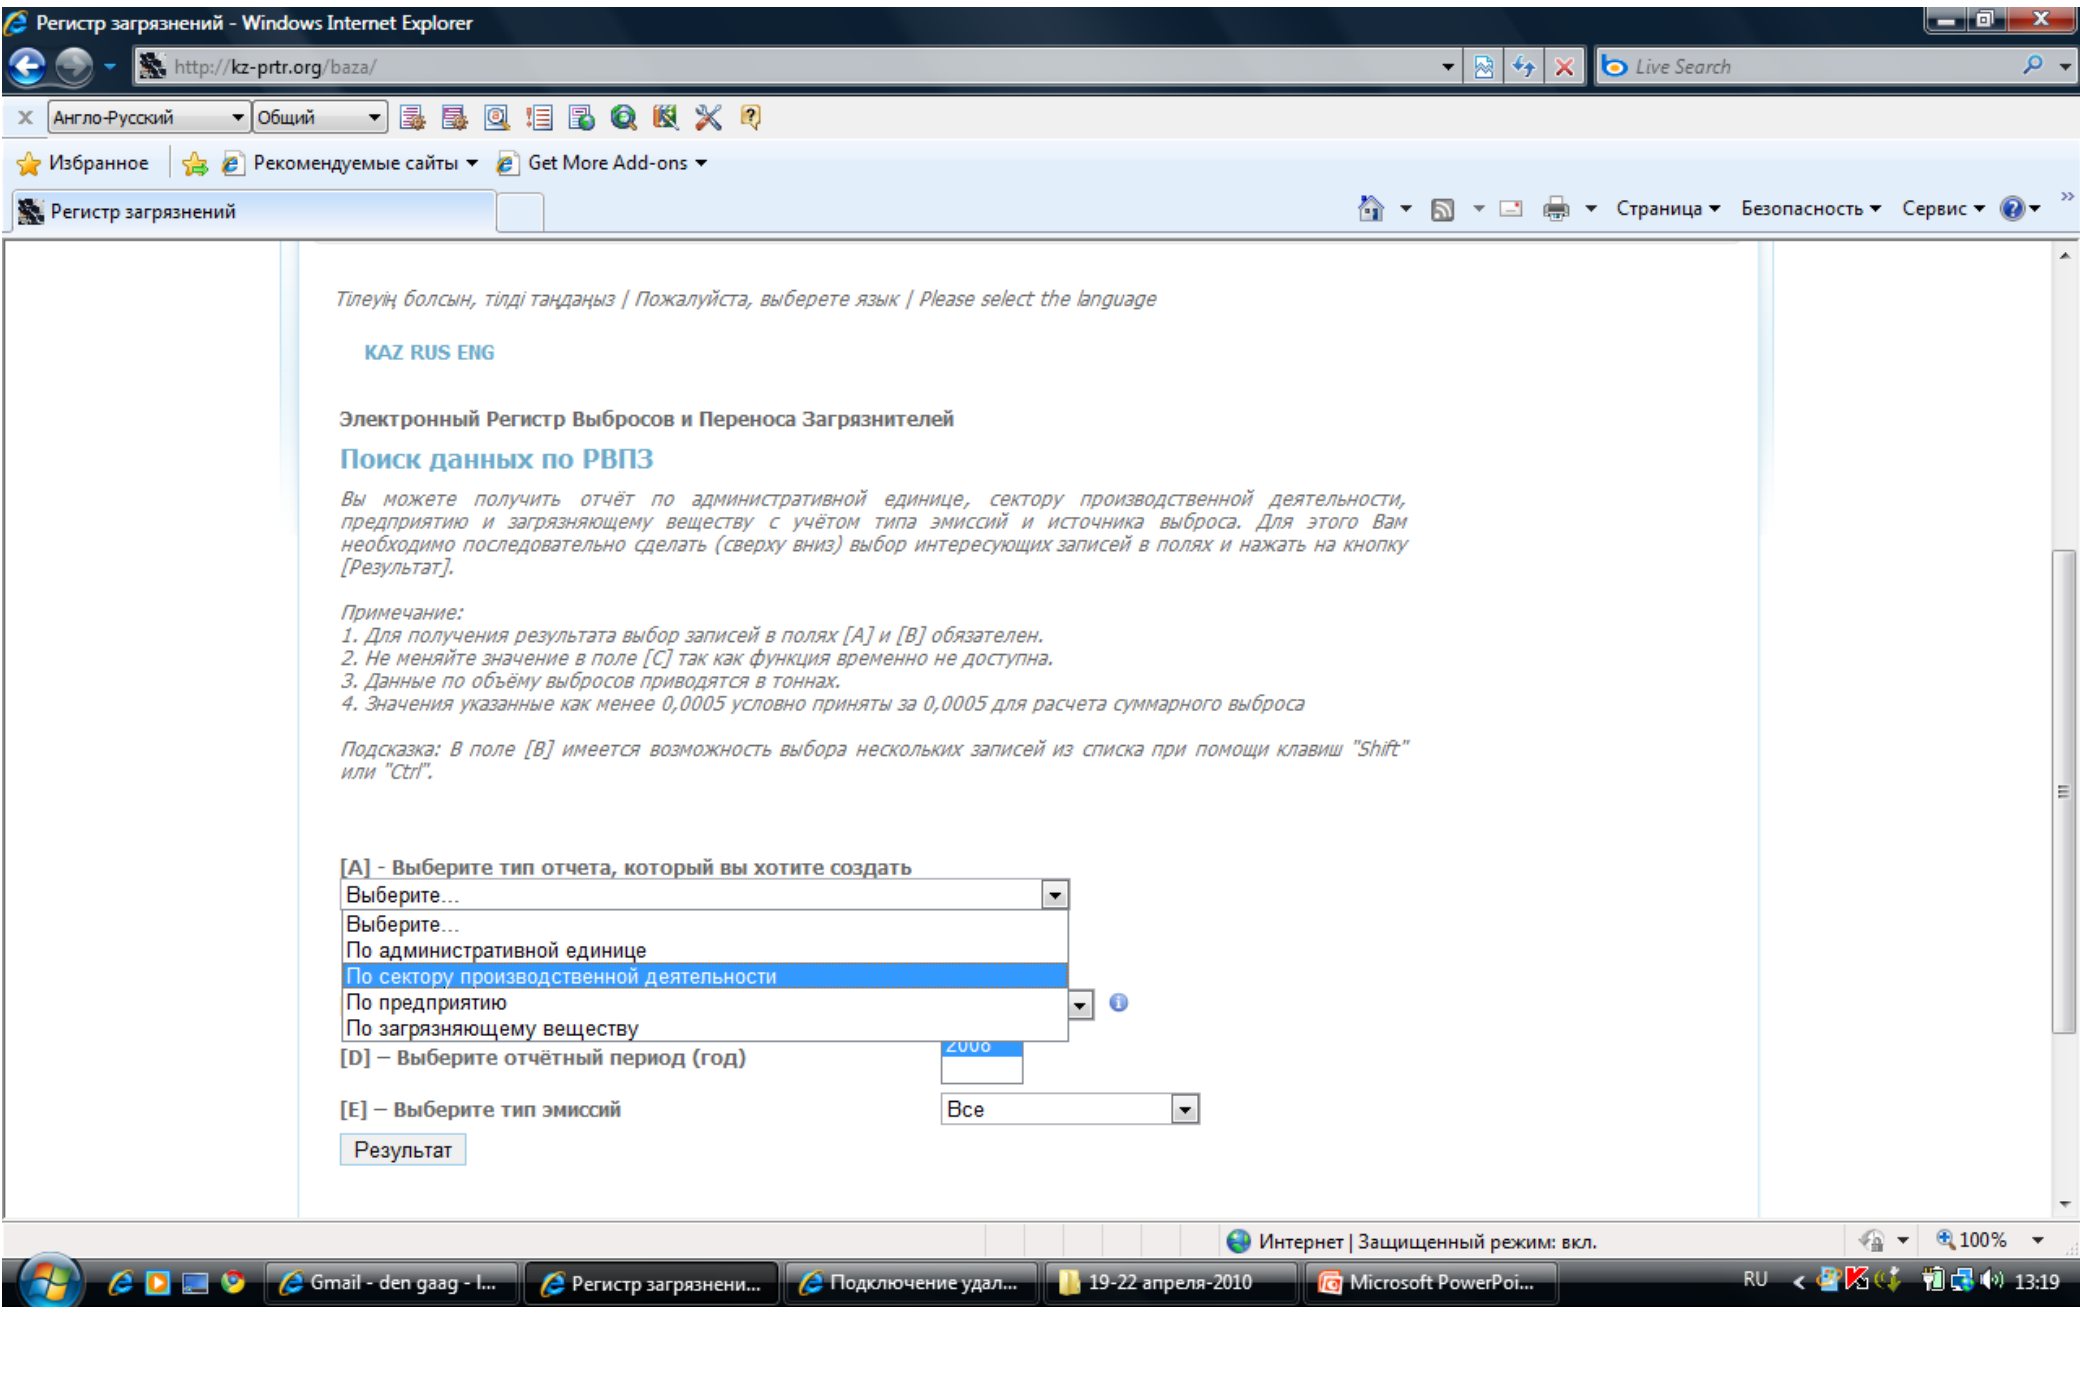 Регистр загрязнений - Windows Internet Explorer
http://kz-prtr.org/baza/
Live Search
x Англо-Русский Общий
Избранное Рекомендуемые сайты Get More Add-ons
Регистр загрязнений Страница Безопасность Сервис »
Тілеуің болсын, тілді таңдаңыз | Пожалуйста, выберете язык | Please select the language
KAZ RUS ENG
Электронный Регистр Выбросов и Переноса Загрязнителей
Поиск данных по РВПЗ
Вы можете получить отчёт по административной единице, сектору производственной деятельности,
предприятию и загрязняющему веществу с учётом типа эмиссий и источника выброса. Для этого Вам
необходимо последовательно сделать (сверху вниз) выбор интересующих записей в полях и нажать на кнопку
[Результат].
Примечание:
1. Для получения результата выбор записей в полях [A] и [B] обязателен.
2. Не меняйте значение в поле [C] так как функция временно не доступна.
3. Данные по объёму выбросов приводятся в тоннах.
4. Значения указанные как менее 0,0005 условно приняты за 0,0005 для расчета суммарного выброса
Подсказка: В поле [B] имеется возможность выбора нескольких записей из списка при помощи клавиш "Shift"
или "Ctrl".
[A] - Выберите тип отчета, который вы хотите создать
Выберите...
Выберите...
По административной единице
По сектору производственной деятельности
По предприятию
По загрязняющему веществу
[D] – Выберите отчётный период (год)
[E] – Выберите тип эмиссий Все
Результат
Интернет | Защищенный режим: вкл. 100%
Gmail - den gaag - I... Регистр загрязнени... Подключение удал... 19-22 апреля-2010 Microsoft PowerPoi... RU < 13:19